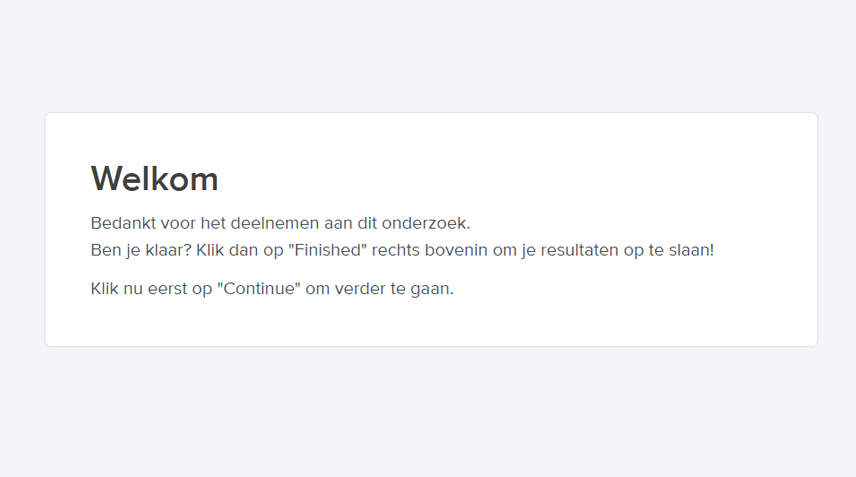 Welkom
Bedankt voor het deelnemen aan dit onderzoek.
Ben je klaar? Klik dan op "Finished" rechts bovenin om je resultaten op te slaan!
Klik nu eerst op "Continue" om verder te gaan.